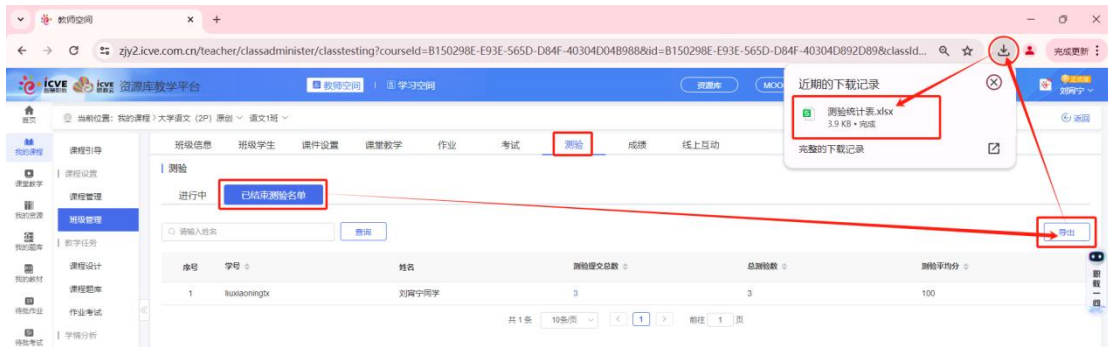 教师空间
zjy2.icve.com.cn/teacher/classadminister/classtesting?courseId=B150298E-E93E-565D-D84F-40304D04B988&id=B150298E-E93E-565D-D84F-40304D892D89&classId...
完成更新
icve 智慧职教 icve 资源库教学平台
教师空间 | 学习空间
资源库
MOO
刘宵宁
首页
当前位置：我的课程 > 大学语文（2P）原创 语文1班
返回
近期的下载记录
测验统计表.xlsx
3.9 KB • 完成
完整的下载记录
我的课程
课堂教学
我的资源
我的题库
我的教材
待批作业
待批考试
课程引导
课程设置
课程管理
班级管理
教学任务
课程设计
课程题库
作业考试
学情分析
班级信息 班级学生 课件设置 课堂教学 作业 考试 测验 成绩 线上互动
测验
进行中 已结束测验名单
请输入姓名 查询 导出
序号 学号 姓名 测验提交总数 总测验数 测验平均分
1 liuxiaoningtx 刘宵宁同学 3 3 100
共 1 条 10条/页 1 前往 1 页
职教一